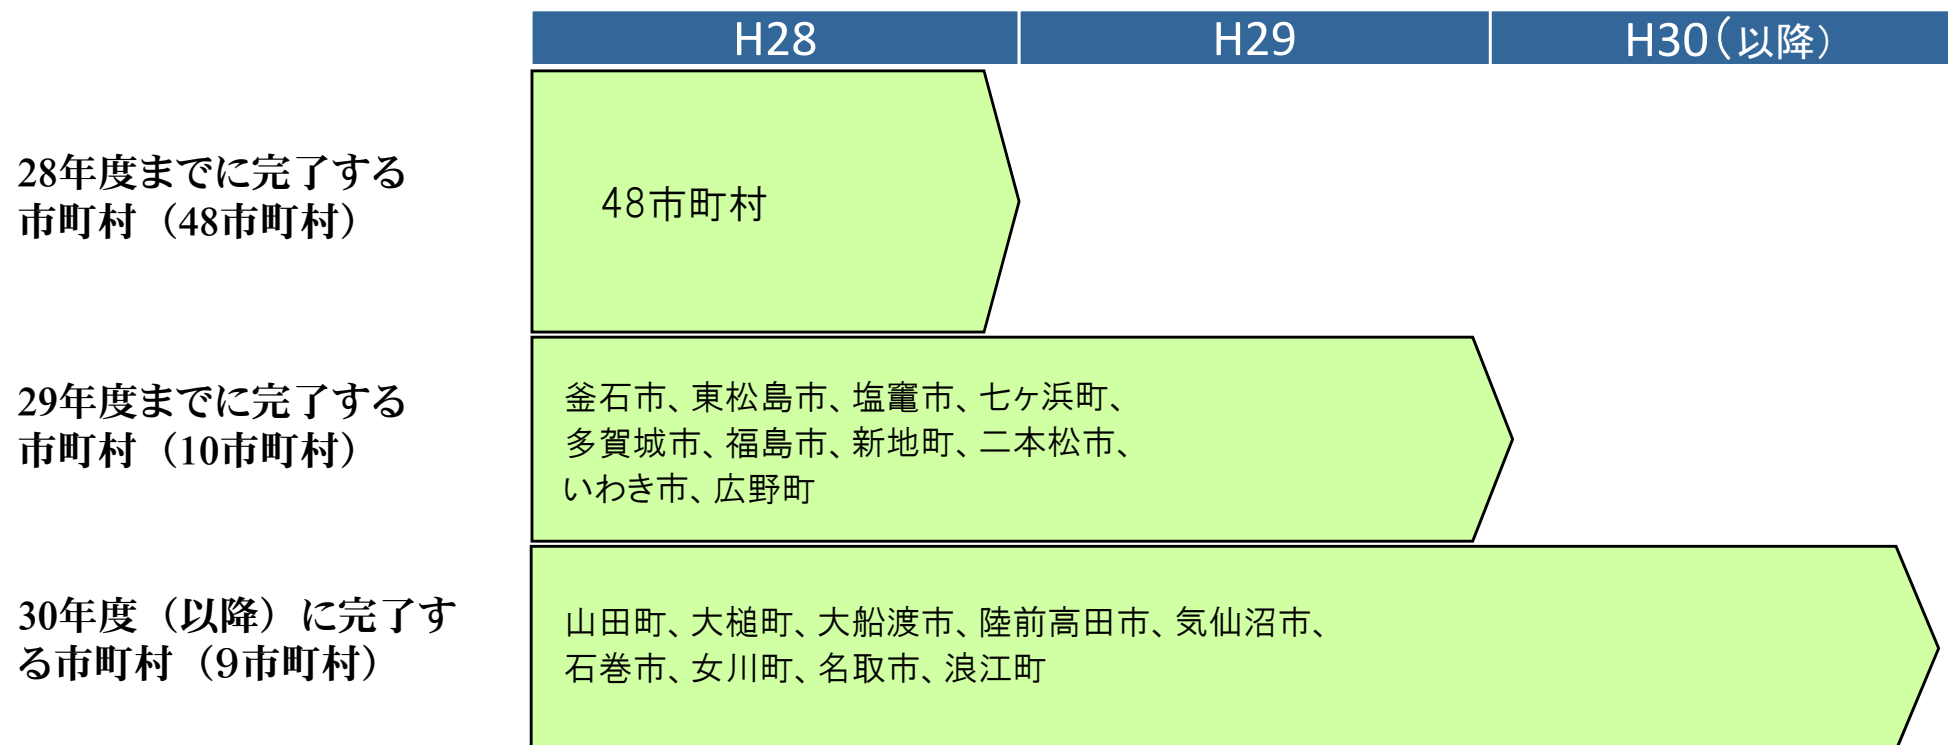 H28 H29 H30（以降）
28年度までに完了する
市町村（48市町村）
48市町村
29年度までに完了する
市町村（10市町村）
釜石市、東松島市、塩竈市、七ヶ浜町、
多賀城市、福島市、新地町、二本松市、
いわき市、広野町
30年度（以降）に完了す
る市町村（9市町村）
山田町、大槌町、大船渡市、陸前高田市、気仙沼市、
石巻市、女川町、名取市、浪江町